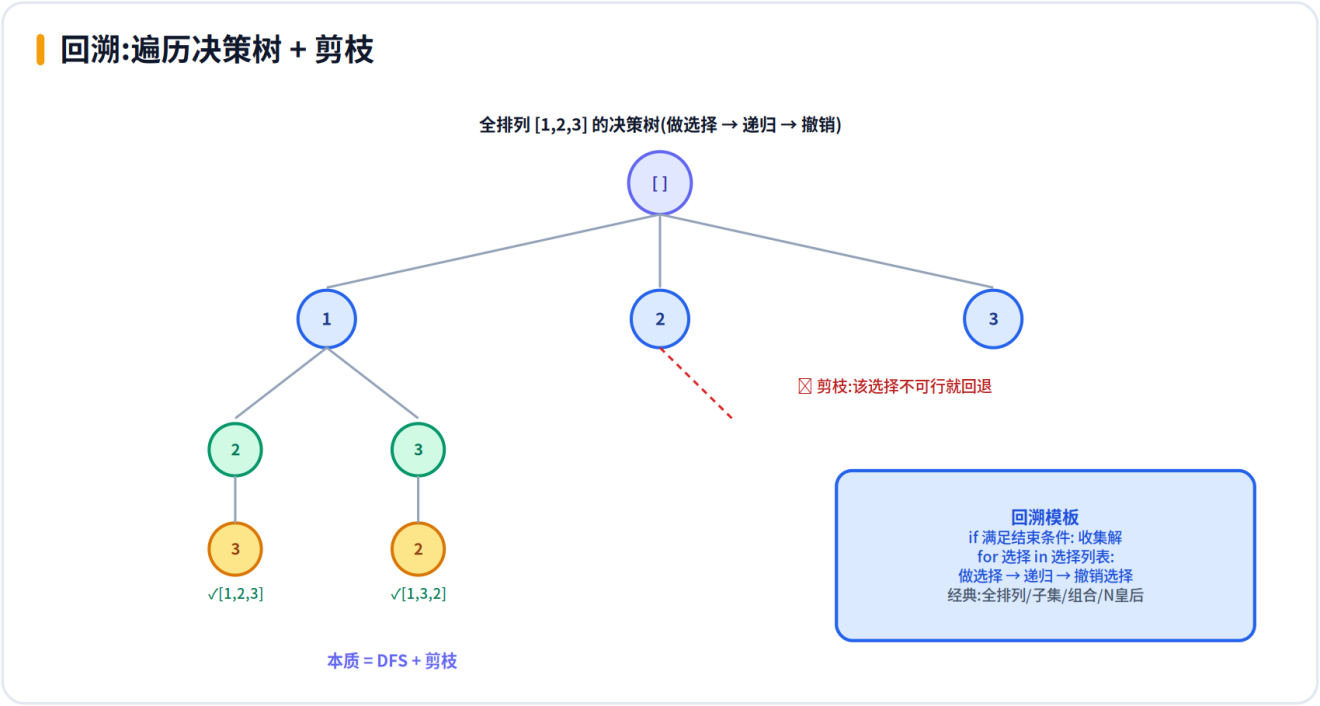 回溯:遍历决策树 + 剪枝
全排列 [1,2,3] 的决策树(做选择 → 递归 → 撤销)
[ ]
1
2
3
剪枝:该选择不可行就回退
2
3
3
2
✓[1,2,3]
✓[1,3,2]
回溯模板
if 满足结束条件: 收集解
for 选择 in 选择列表:
做选择 → 递归 → 撤销选择
经典:全排列/子集/组合/N皇后
本质 = DFS + 剪枝